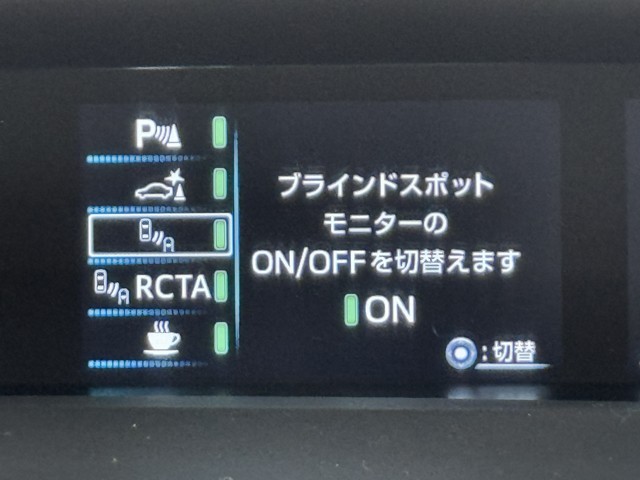 P
RCTA
ブラインドスポット
モニターの
ON/OFFを切替えます
ON
:切替